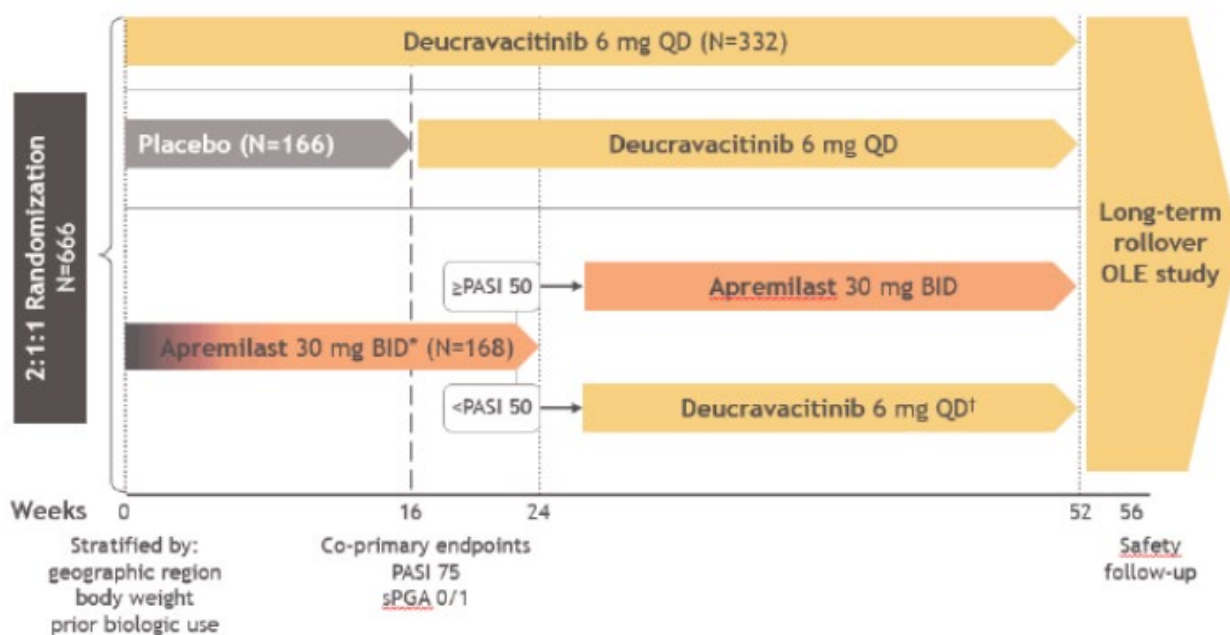 Deucravacitinib 6 mg QD (N=332)
2:1:1 Randomization
N=666
Placebo (N=166)
Deucravacitinib 6 mg QD
Long-term
rollover
OLE study
≥PASI 50
Apremilast 30 mg BID
Apremilast 30 mg BID* (N=168)
<PASI 50
Deucravacitinib 6 mg QD†
Weeks 0 16 24 52 56
Stratified by:
geographic region
body weight
prior biologic use
Co-primary endpoints
PASI 75
sPGA 0/1
Safety
follow-up